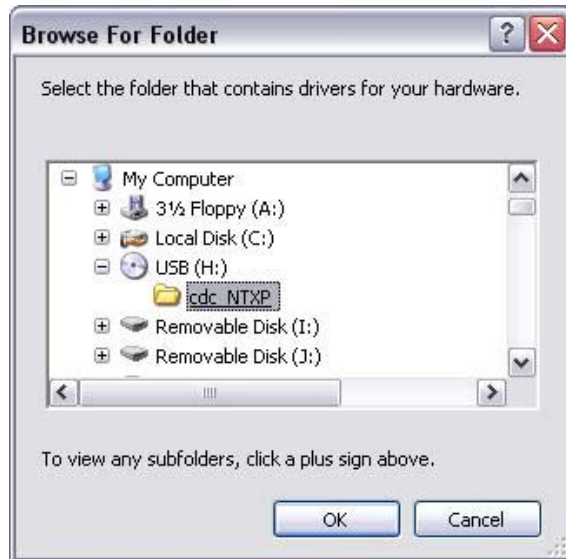 Browse For Folder
Select the folder that contains drivers for your hardware.
My Computer
3½ Floppy (A:)
Local Disk (C:)
USB (H:)
cdc_NTXP
Removable Disk (I:)
Removable Disk (J:)
To view any subfolders, click a plus sign above.
OK Cancel